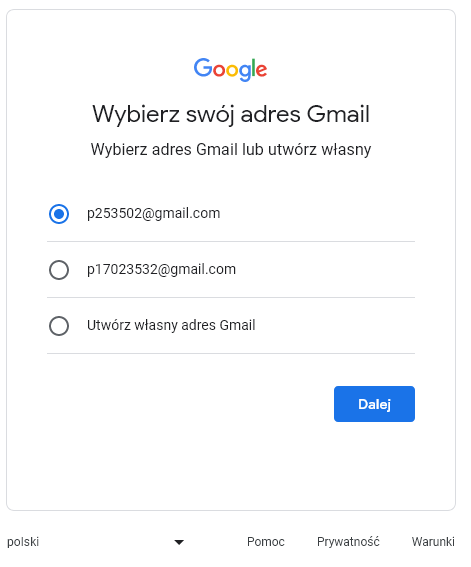 Google
Wybierz swój adres Gmail
Wybierz adres Gmail lub utwórz własny
p253502@gmail.com
p17023532@gmail.com
Utwórz własny adres Gmail
Dalej
polski Pomoc Prywatność Warunki